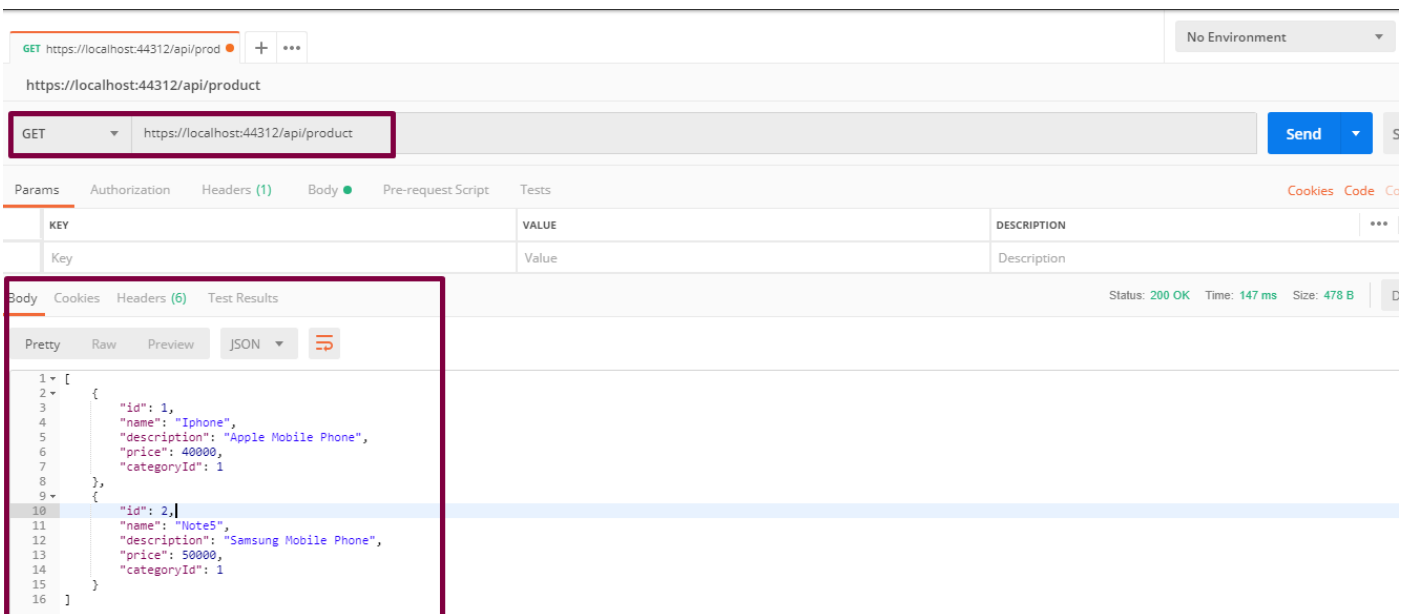 No Environment
GET https://localhost:44312/api/prod
https://localhost:44312/api/product
GET https://localhost:44312/api/product Send S
Params Authorization Headers (1) Body Pre-request Script Tests Cookies Code Co
KEY VALUE DESCRIPTION
Key Value Description
Body Cookies Headers (6) Test Results Status: 200 OK Time: 147 ms Size: 478 B D
Pretty Raw Preview JSON
1 [
2 {
3 "id": 1,
4 "name": "Iphone",
5 "description": "Apple Mobile Phone",
6 "price": 40000,
7 "categoryId": 1
8 },
9 {
10 "id": 2,
11 "name": "Note5",
12 "description": "Samsung Mobile Phone",
13 "price": 50000,
14 "categoryId": 1
15 }
16 ]